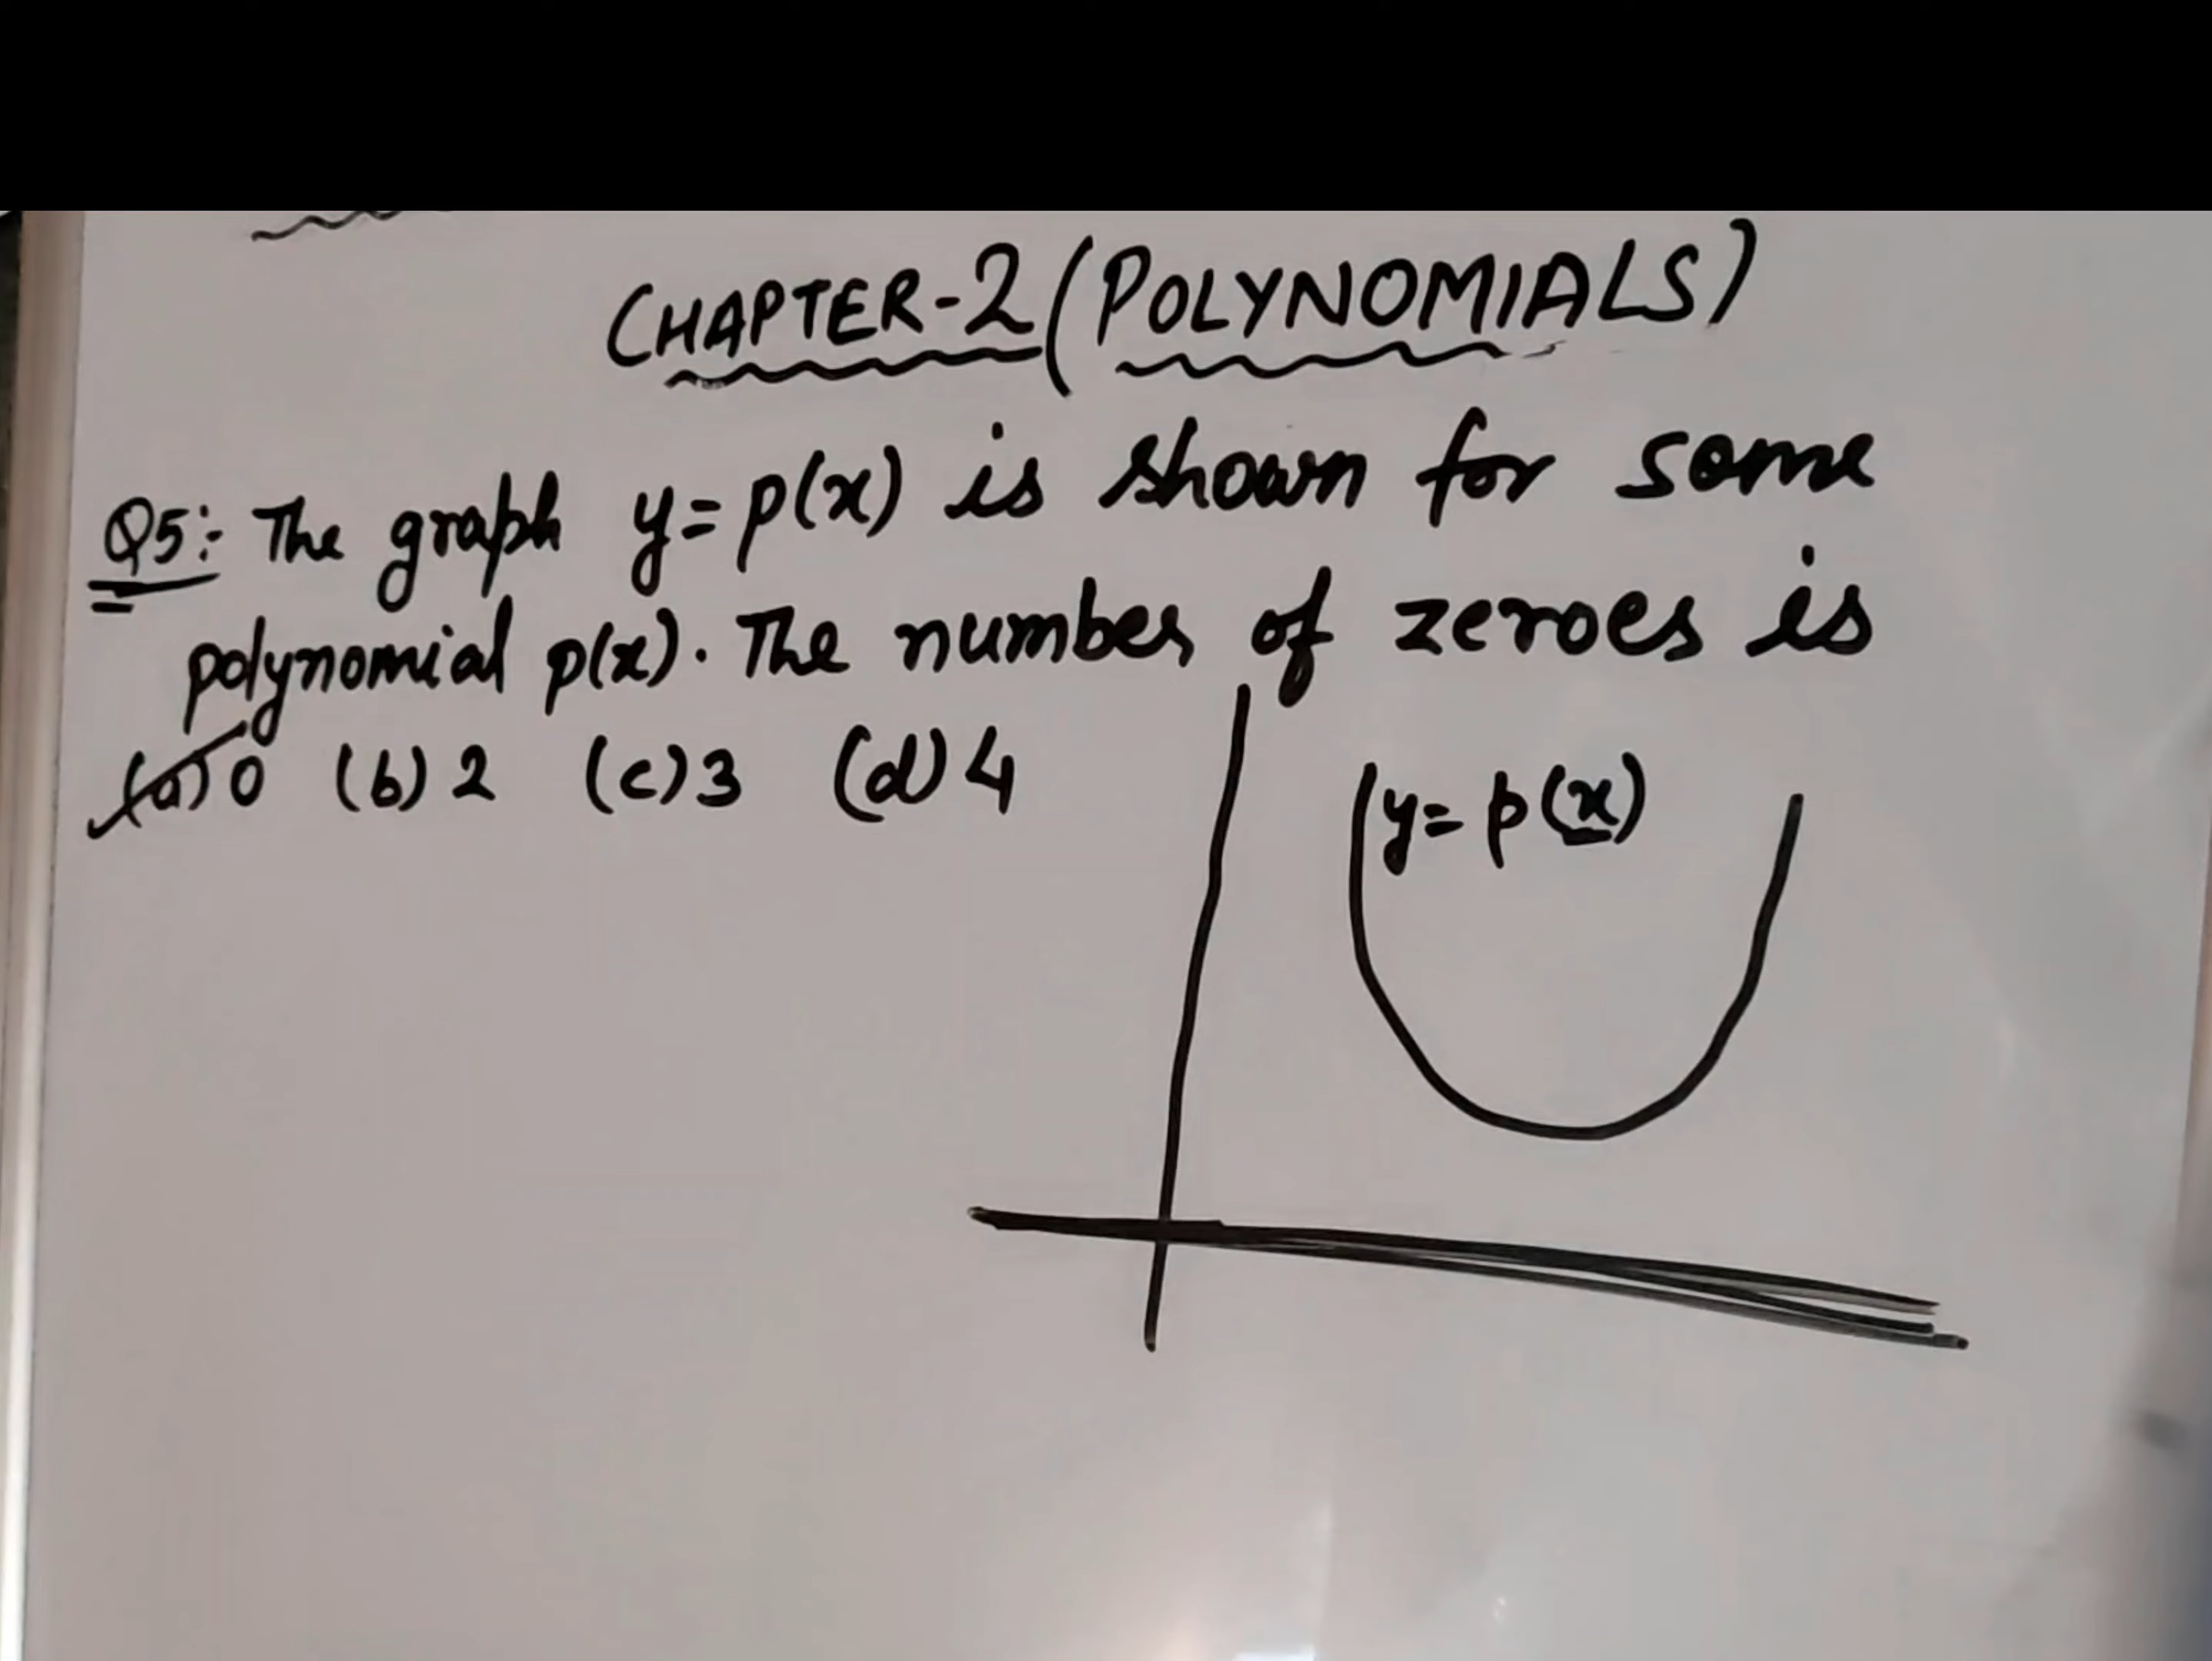 CHAPTER-2 (POLYNOMIALS)
Q5:- The graph y=p(x) is shown for some
polynomial p(x). The number of zeroes is
(a) 0 (b) 2 (c) 3 (d) 4
y= p(x)